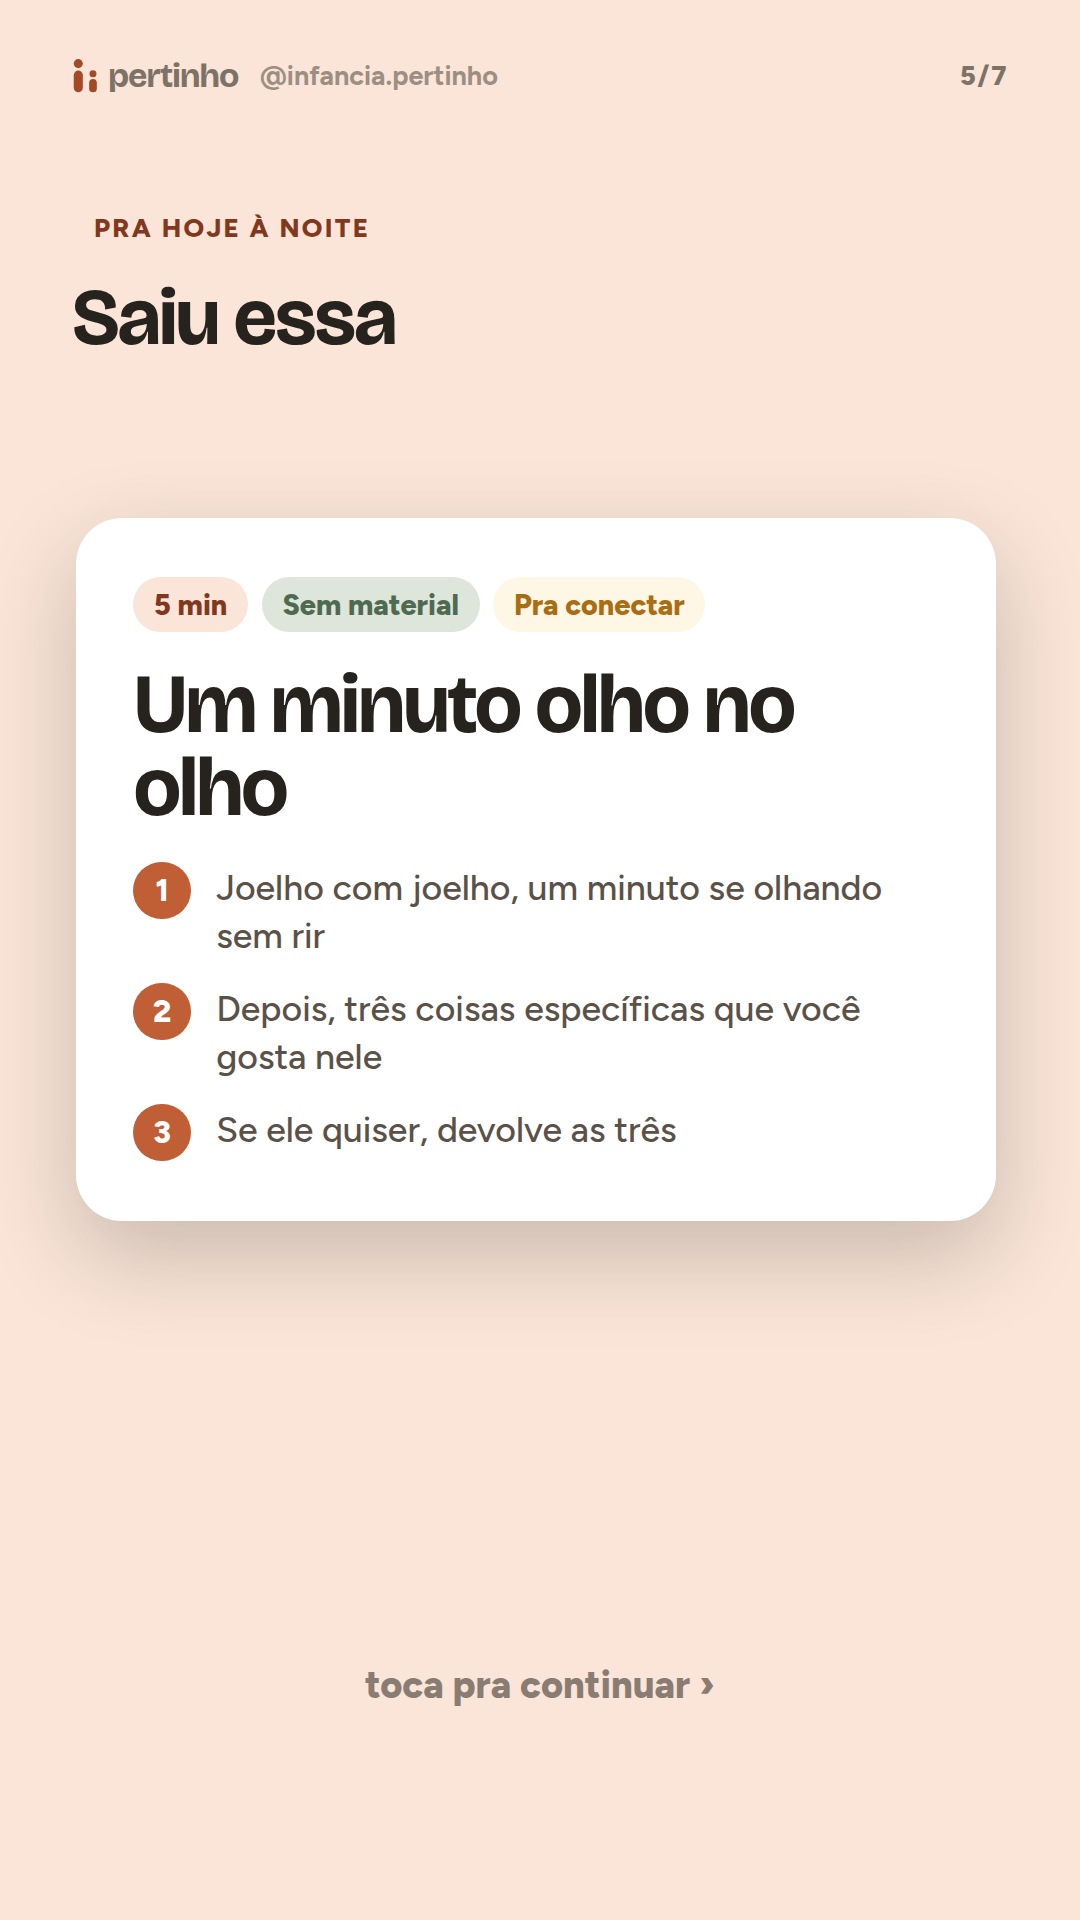 pertinho @infancia.pertinho 5/7
PRA HOJE À NOITE
Saiu essa
5 min Sem material Pra conectar
Um minuto olho no
olho
1 Joelho com joelho, um minuto se olhando
sem rir
2 Depois, três coisas específicas que você
gosta nele
3 Se ele quiser, devolve as três
toca pra continuar ›